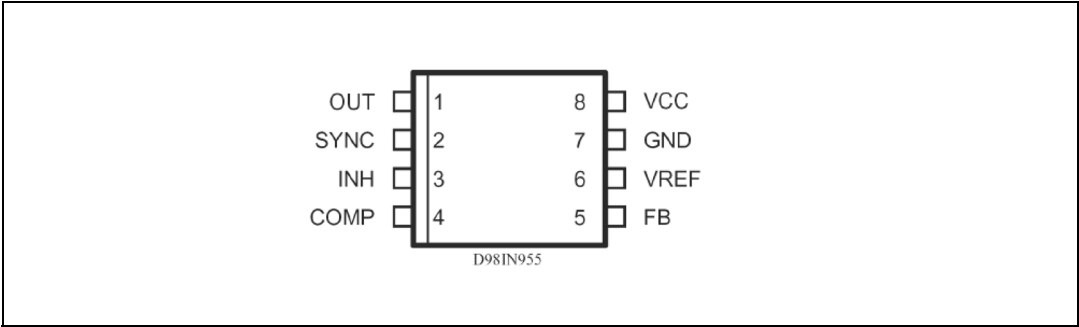 OUT 1 8 VCC
SYNC 2 7 GND
INH 3 6 VREF
COMP 4 5 FB
D98IN955